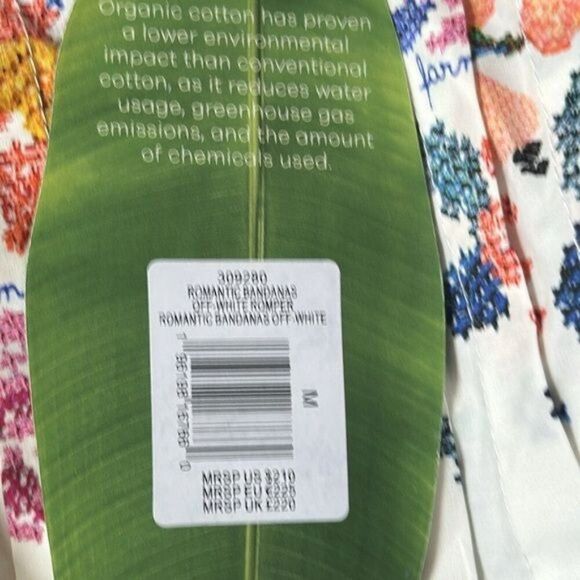 Organic cotton has proven
a lower environmental
impact than conventional
cotton, as it reduces water
usage, greenhouse gas
emissions, and the amount
of chemicals used.
farm
309280
ROMANTIC BANDANAS
OFF-WHITE ROMPER
ROMANTIC BANDANAS OFF-WHITE
M
MRSP US $210
MRSP EU
MRSP UK £220